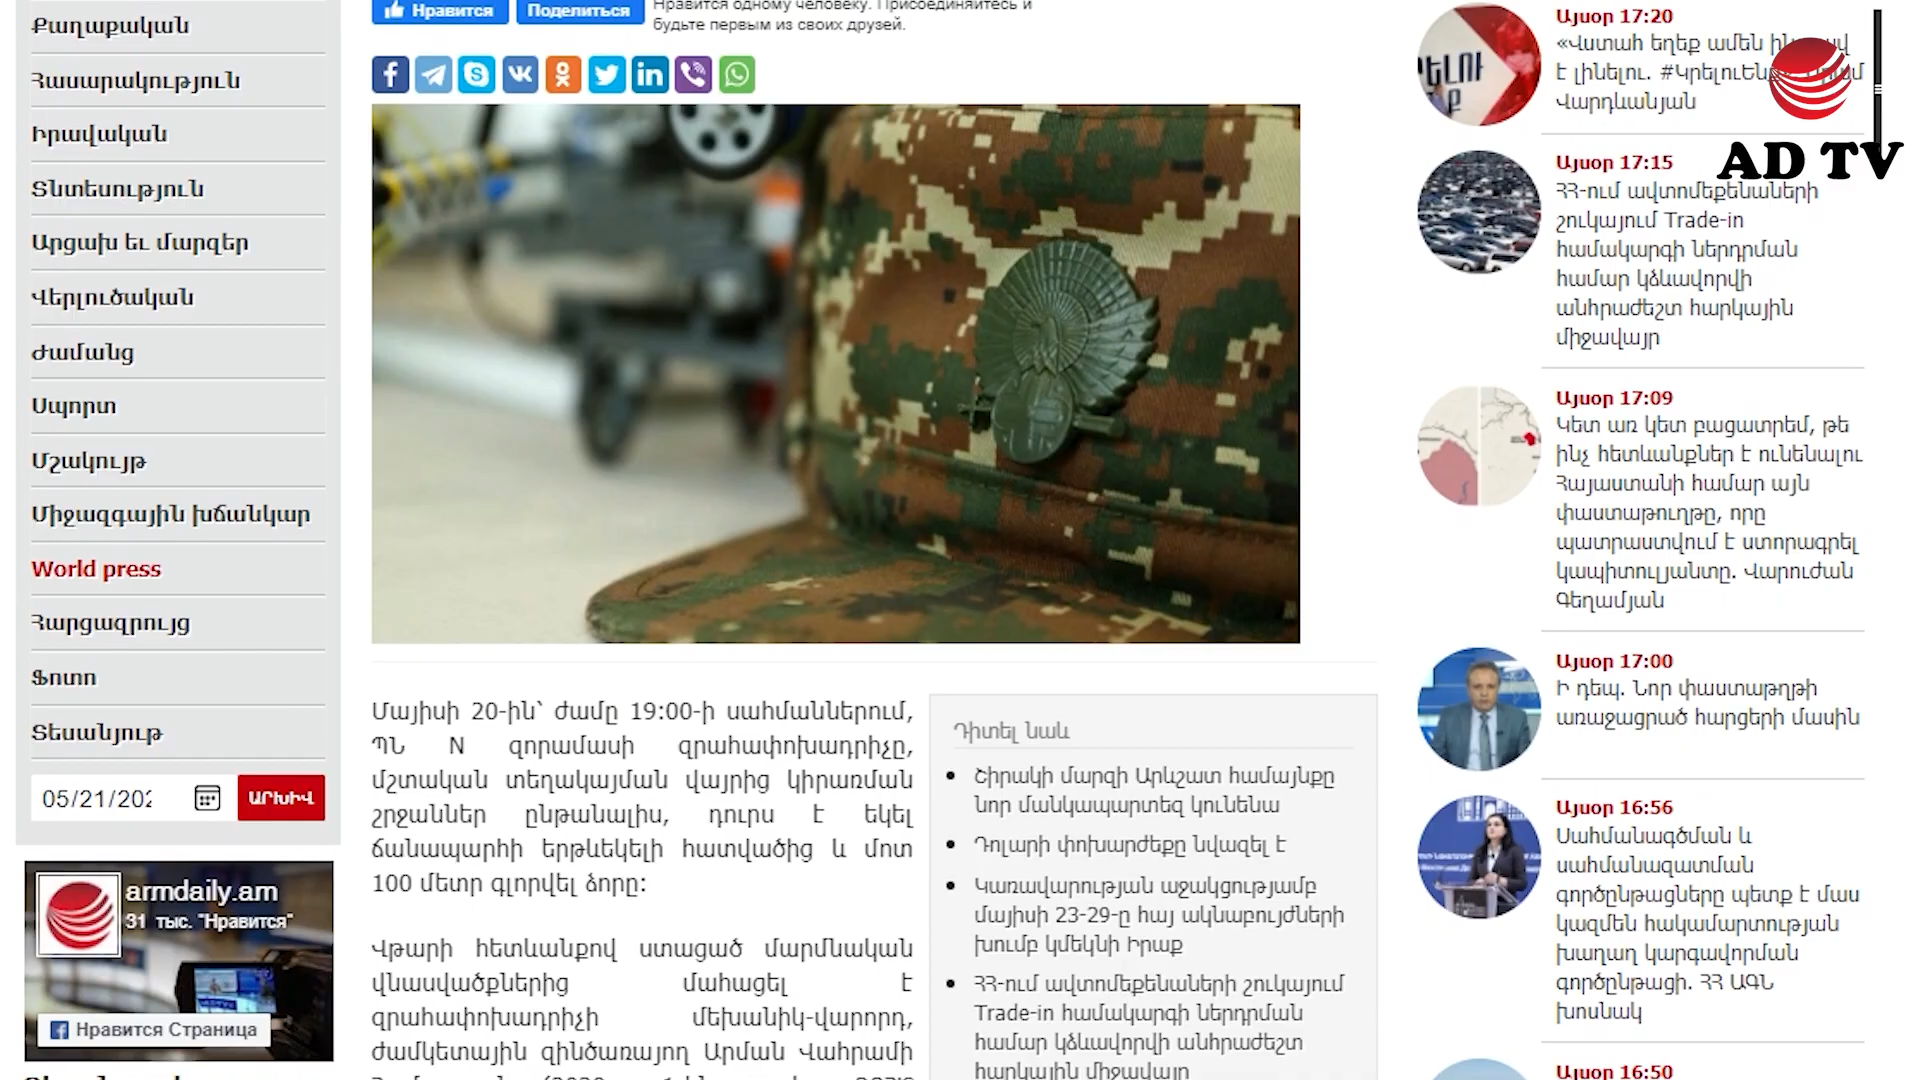 Քաղաքական
Հասարակություն
Իրավական
Տնտեսություն
Արցախ եւ մարզեր
Վերլուծական
Ժամանց
Սպորտ
Մշակույթ
Միջազգային խճանկար
World press
Հարցազրույց
Ֆոտո
Տեսանյութ
05/21/202
ԱՐԽԻՎ
armdaily.am
31 тыс. "Нравится"
Нравится Страница
Нравится
Поделиться
Нравится одному человеку. Присоединяйтесь и
будьте первым из своих друзей.
Մայիսի 20-ին՝ ժամը 19:00-ի սահմաններում,
ՊՆ N զորամասի զրահափոխադրիչը,
մշտական տեղակայման վայրից կիրառման
շրջաններ ընթանալիս, դուրս է եկել
ճանապարհի երթևեկելի հատվածից և մոտ
100 մետր գլորվել ձորը:
Վթարի հետևանքով ստացած մարմնական
վնասվածքներից մահացել է
զրահափոխադրիչի մեխանիկ-վարորդ,
ժամկետային զինծառայող Արման Վահրամի
Դիտել նաև
Շիրակի մարզի Արևշատ համայնքը
նոր մանկապարտեզ կունենա
Դոլարի փոխարժեքը նվազել է
Կառավարության աջակցությամբ
մայիսի 23-29-ը հայ ակնաբույժների
խումբ կմեկնի Իրաք
ՀՀ-ում ավտոմեքենաների շուկայում
Trade-in համակարգի ներդրման
համար կձևավորվի անհրաժեշտ
հարկային միջավայր
Այսօր 17:20
«Վստահ եղեք ամեն
է լինելու. #ԿրելուԵնք
Վարդևանյան
AD TV
Այսօր 17:15
ՀՀ-ում ավտոմեքենաների
շուկայում Trade-in
համակարգի ներդրման
համար կձևավորվի
անհրաժեշտ հարկային
միջավայր
Այսօր 17:09
Կետ առ կետ բացատրեմ, թե
ինչ հետևանքներ է ունենալու
Հայաստանի համար այն
փաստաթուղթը, որը
պատրաստվում է ստորագրել
կապիտուլյանտը. Վարուժան
Գեղամյան
Այսօր 17:00
Ի դեպ. Նոր փաստաթղթի
առաջացրած հարցերի մասին
Այսօր 16:56
Սահմանագծման և
սահմանազատման
գործընթացները պետք է մաս
կազմեն հակամարտության
խաղաղ կարգավորման
գործընթացի. ՀՀ ԱԳՆ
խոսնակ
Այսօր 16:50